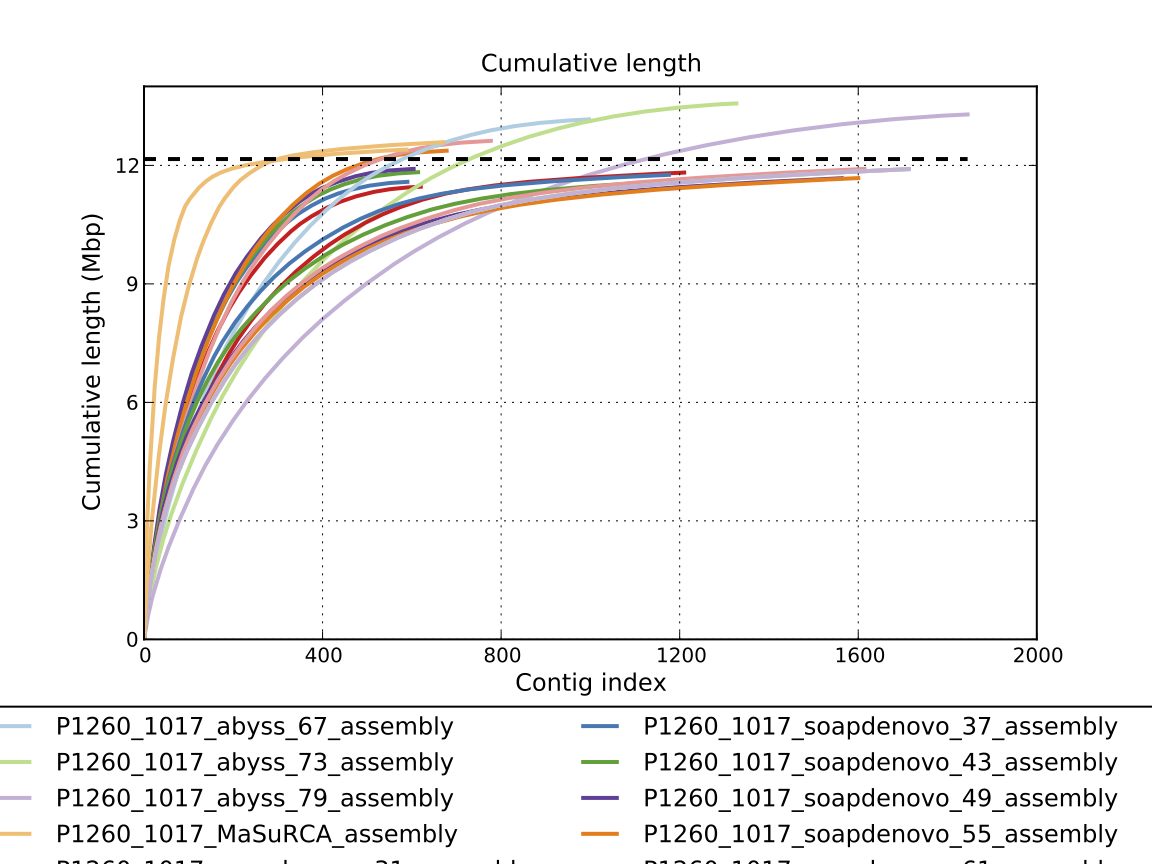 Cumulative length
Cumulative length (Mbp)
12
9
6
3
0
0 400 800 1200 1600 2000
Contig index
P1260_1017_abyss_67_assembly P1260_1017_soapdenovo_37_assembly
P1260_1017_abyss_73_assembly P1260_1017_soapdenovo_43_assembly
P1260_1017_abyss_79_assembly P1260_1017_soapdenovo_49_assembly
P1260_1017_MaSuRCA_assembly P1260_1017_soapdenovo_55_assembly